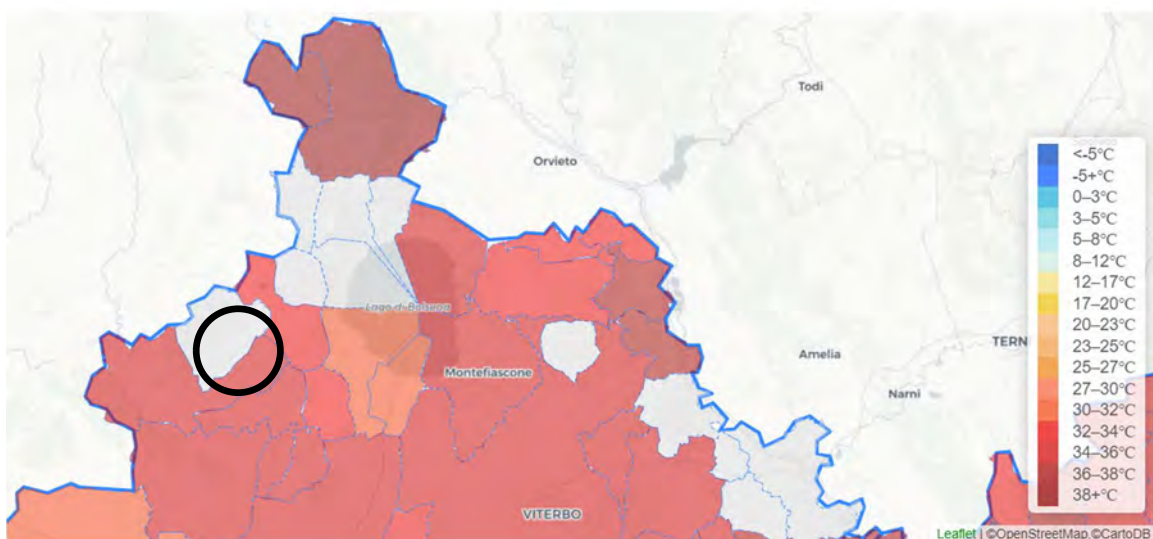 Todi
Orvieto
Lago di Bolsena
TERN
Amelia
Montefiascone
Narni
VITERBO
<-5°C
-5+°C
0–3°C
3–5°C
5–8°C
8–12°C
12–17°C
17–20°C
20–23°C
23–25°C
25–27°C
27–30°C
30–32°C
32–34°C
34–36°C
36–38°C
38+°C
Leaflet | ©OpenStreetMap,©CartoDB